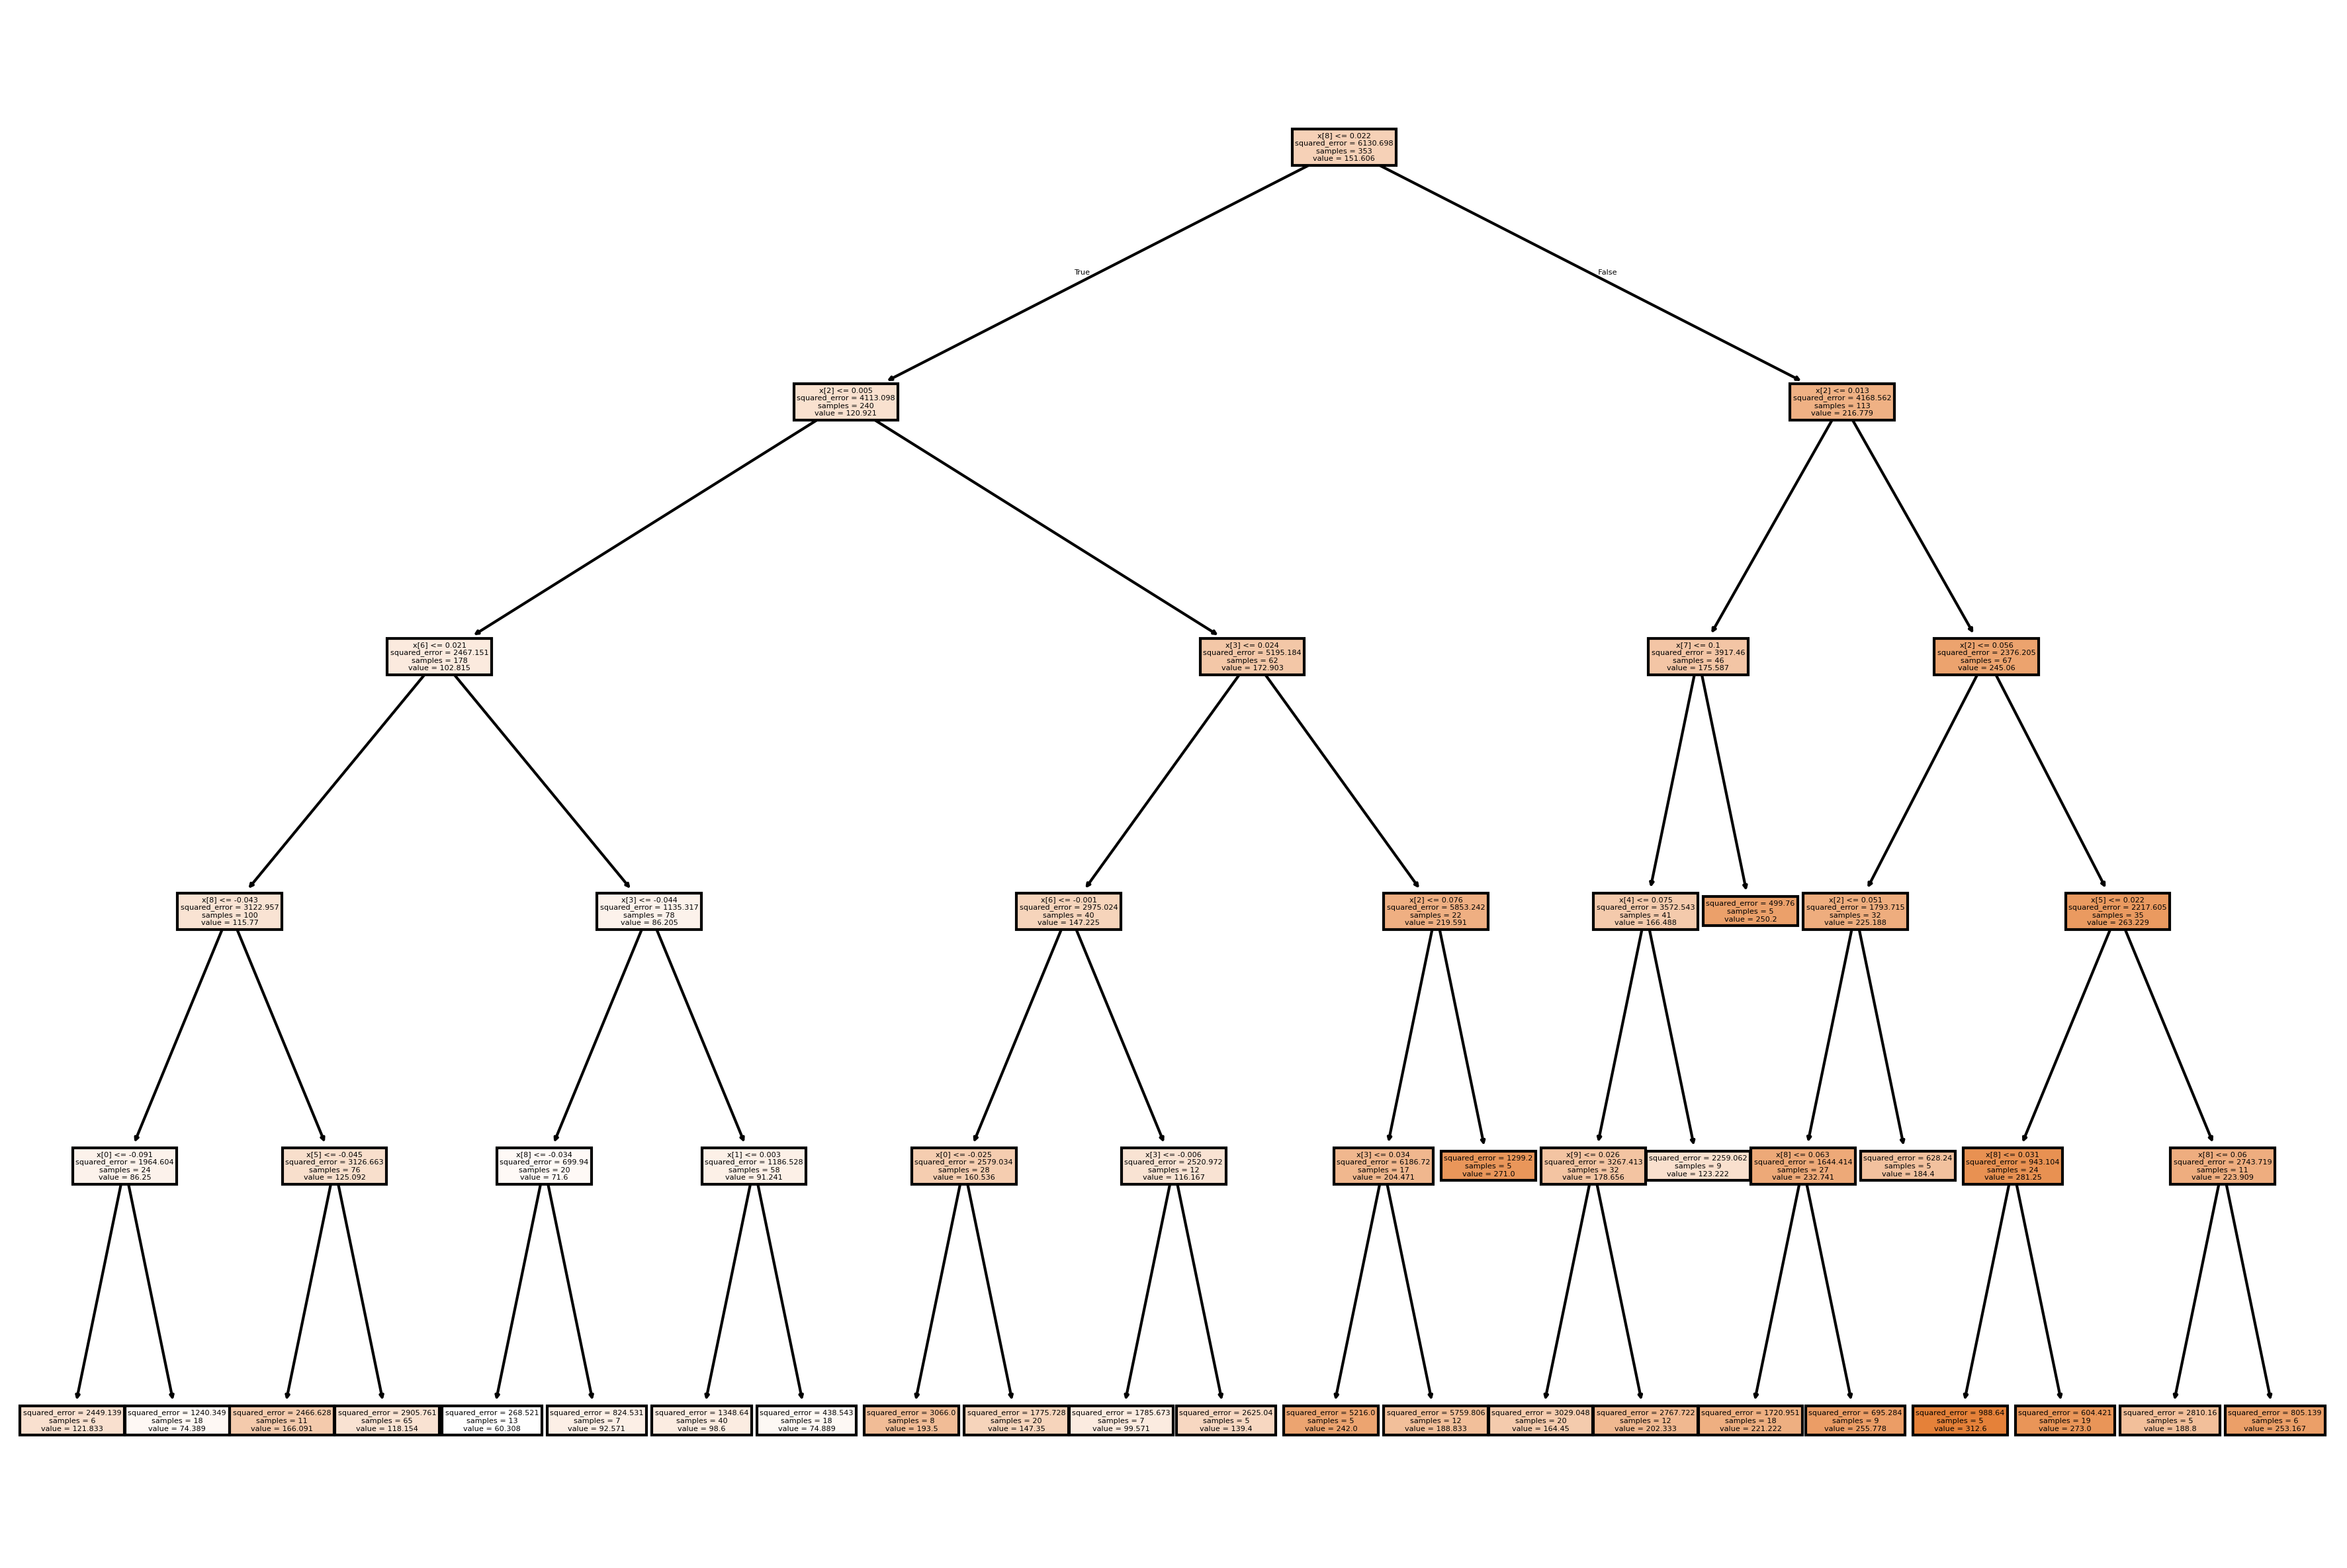 x[8] <= 0.022
squared_error = 6130.698
samples = 353
value = 151.606
True
False
x[2] <= 0.005
squared_error = 4113.098
samples = 240
value = 120.921
x[2] <= 0.013
squared_error = 4168.562
samples = 113
value = 216.779
x[6] <= 0.021
squared_error = 2467.151
samples = 178
value = 102.815
x[3] <= 0.024
squared_error = 5195.184
samples = 62
value = 172.903
x[7] <= 0.1
squared_error = 3917.46
samples = 46
value = 175.587
x[2] <= 0.056
squared_error = 2376.205
samples = 67
value = 245.06
x[8] <= -0.043
squared_error = 3122.957
samples = 100
value = 115.77
x[3] <= -0.044
squared_error = 1135.317
samples = 78
value = 86.205
x[6] <= -0.001
squared_error = 2975.024
samples = 40
value = 147.225
x[2] <= 0.076
squared_error = 5853.242
samples = 22
value = 219.591
x[4] <= 0.075
squared_error = 3572.543
samples = 41
value = 166.488
squared_error = 499.76
samples = 5
value = 250.2
x[2] <= 0.051
squared_error = 1793.715
samples = 32
value = 225.188
x[5] <= 0.022
squared_error = 2217.605
samples = 35
value = 263.229
x[0] <= -0.091
squared_error = 1964.604
samples = 24
value = 86.25
x[5] <= -0.045
squared_error = 3126.663
samples = 76
value = 125.092
x[8] <= -0.034
squared_error = 699.94
samples = 20
value = 71.6
x[1] <= 0.003
squared_error = 1186.528
samples = 58
value = 91.241
x[0] <= -0.025
squared_error = 2579.034
samples = 28
value = 160.536
x[3] <= -0.006
squared_error = 2520.972
samples = 12
value = 116.167
x[3] <= 0.034
squared_error = 6186.72
samples = 17
value = 204.471
squared_error = 1299.2
samples = 5
value = 271.0
x[9] <= 0.026
squared_error = 3267.413
samples = 32
value = 178.656
squared_error = 2259.062
samples = 9
value = 123.222
x[8] <= 0.063
squared_error = 1644.414
samples = 27
value = 232.741
squared_error = 628.24
samples = 5
value = 184.4
x[8] <= 0.031
squared_error = 943.104
samples = 24
value = 281.25
x[8] <= 0.06
squared_error = 2743.719
samples = 11
value = 223.909
squared_error = 2449.139
samples = 6
value = 121.833
squared_error = 1240.349
samples = 18
value = 74.389
squared_error = 2466.628
samples = 11
value = 166.091
squared_error = 2905.761
samples = 65
value = 118.154
squared_error = 268.521
samples = 13
value = 60.308
squared_error = 824.531
samples = 7
value = 92.571
squared_error = 1348.64
samples = 40
value = 98.6
squared_error = 438.543
samples = 18
value = 74.889
squared_error = 3066.0
samples = 8
value = 193.5
squared_error = 1775.728
samples = 20
value = 147.35
squared_error = 1785.673
samples = 7
value = 99.571
squared_error = 2625.04
samples = 5
value = 139.4
squared_error = 5216.0
samples = 5
value = 242.0
squared_error = 5759.806
samples = 12
value = 188.833
squared_error = 3029.048
samples = 20
value = 164.45
squared_error = 2767.722
samples = 12
value = 202.333
squared_error = 1720.951
samples = 18
value = 221.222
squared_error = 695.284
samples = 9
value = 255.778
squared_error = 988.64
samples = 5
value = 312.6
squared_error = 604.421
samples = 19
value = 273.0
squared_error = 2810.16
samples = 5
value = 188.8
squared_error = 805.139
samples = 6
value = 253.167